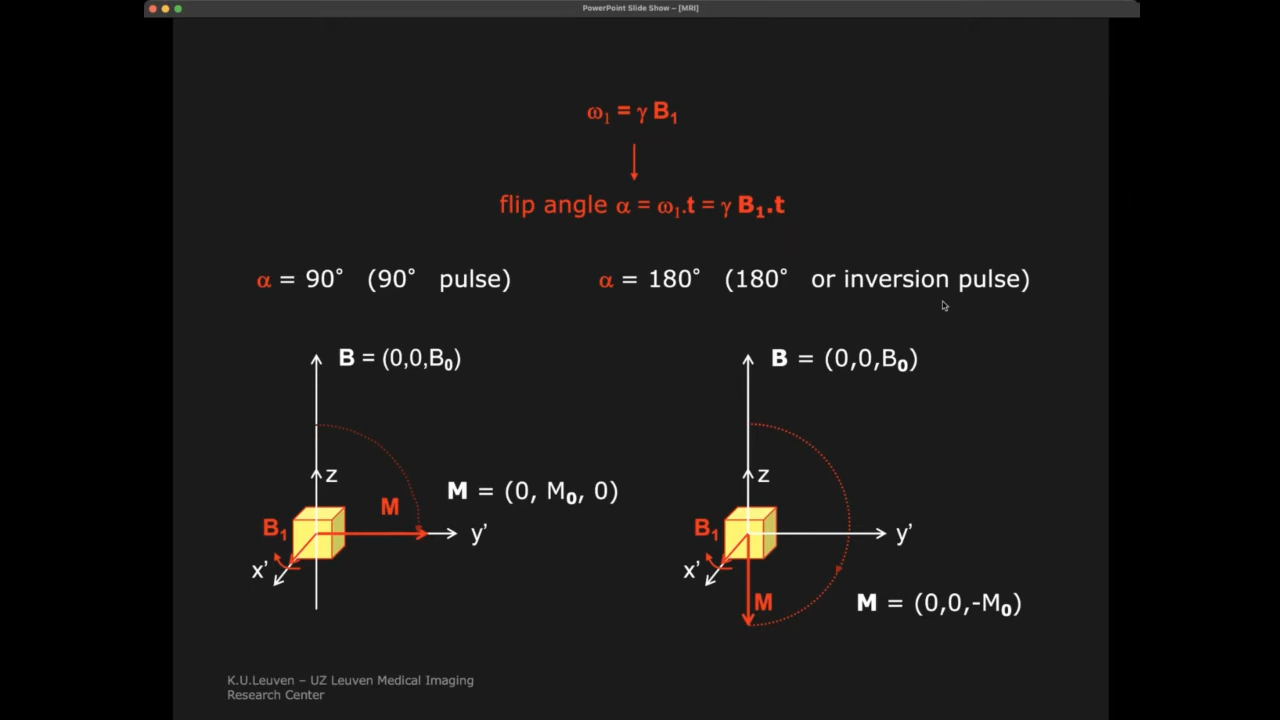 PowerPoint Slide Show – [MRI]
ω₁ = γ B₁
flip angle α = ω₁.t = γ B₁.t
α = 90° (90° pulse)
α = 180° (180° or inversion pulse)
B = (0,0,B₀)
z
M
M = (0, M₀, 0)
B₁
y'
x'
B = (0,0,B₀)
z
B₁
y'
x'
M
M = (0,0,-M₀)
K.U.Leuven – UZ Leuven Medical Imaging
Research Center